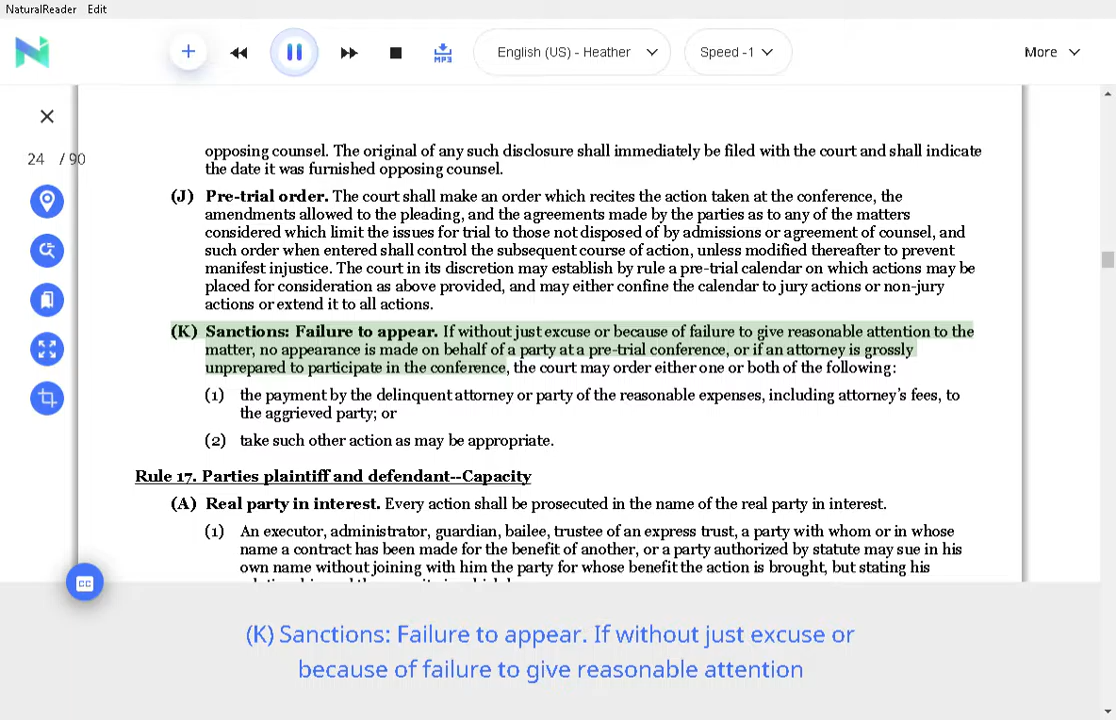 NaturalReader Edit
MP3 English (US) - Heather Speed -1 More
24 / 90
opposing counsel. The original of any such disclosure shall immediately be filed with the court and shall indicate
the date it was furnished opposing counsel.
(J) Pre-trial order. The court shall make an order which recites the action taken at the conference, the
amendments allowed to the pleading, and the agreements made by the parties as to any of the matters
considered which limit the issues for trial to those not disposed of by admissions or agreement of counsel, and
such order when entered shall control the subsequent course of action, unless modified thereafter to prevent
manifest injustice. The court in its discretion may establish by rule a pre-trial calendar on which actions may be
placed for consideration as above provided, and may either confine the calendar to jury actions or non-jury
actions or extend it to all actions.
(K) Sanctions: Failure to appear. If without just excuse or because of failure to give reasonable attention to the
matter, no appearance is made on behalf of a party at a pre-trial conference, or if an attorney is grossly
unprepared to participate in the conference, the court may order either one or both of the following:
(1) the payment by the delinquent attorney or party of the reasonable expenses, including attorney's fees, to
the aggrieved party; or
(2) take such other action as may be appropriate.
Rule 17. Parties plaintiff and defendant--Capacity
(A) Real party in interest. Every action shall be prosecuted in the name of the real party in interest.
(1) An executor, administrator, guardian, bailee, trustee of an express trust, a party with whom or in whose
name a contract has been made for the benefit of another, or a party authorized by statute may sue in his
own name without joining with him the party for whose benefit the action is brought, but stating his
CC
(K) Sanctions: Failure to appear. If without just excuse or
because of failure to give reasonable attention